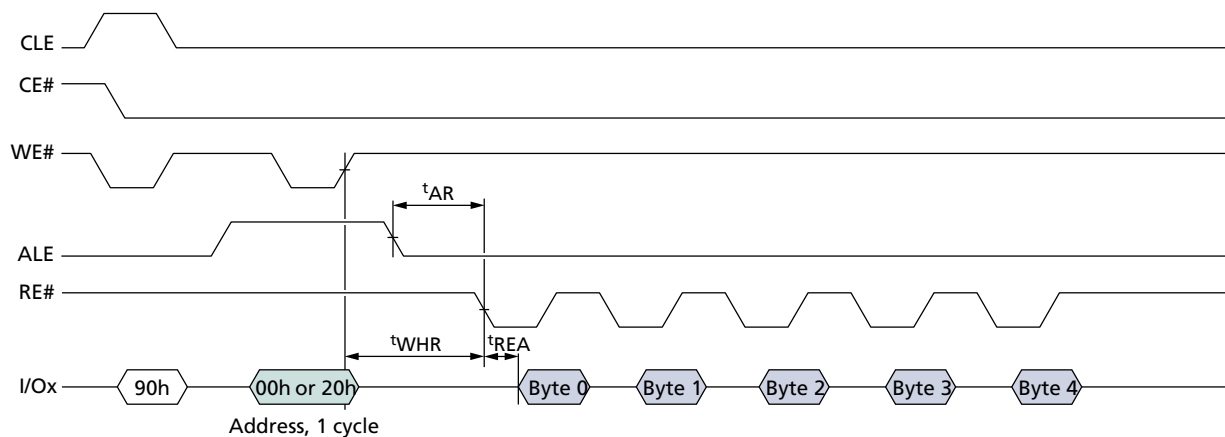 CLE
CE#
WE#
tAR
ALE
RE#
tWHR
tREA
I/Ox
90h
00h or 20h
Byte 0
Byte 1
Byte 2
Byte 3
Byte 4
Address, 1 cycle